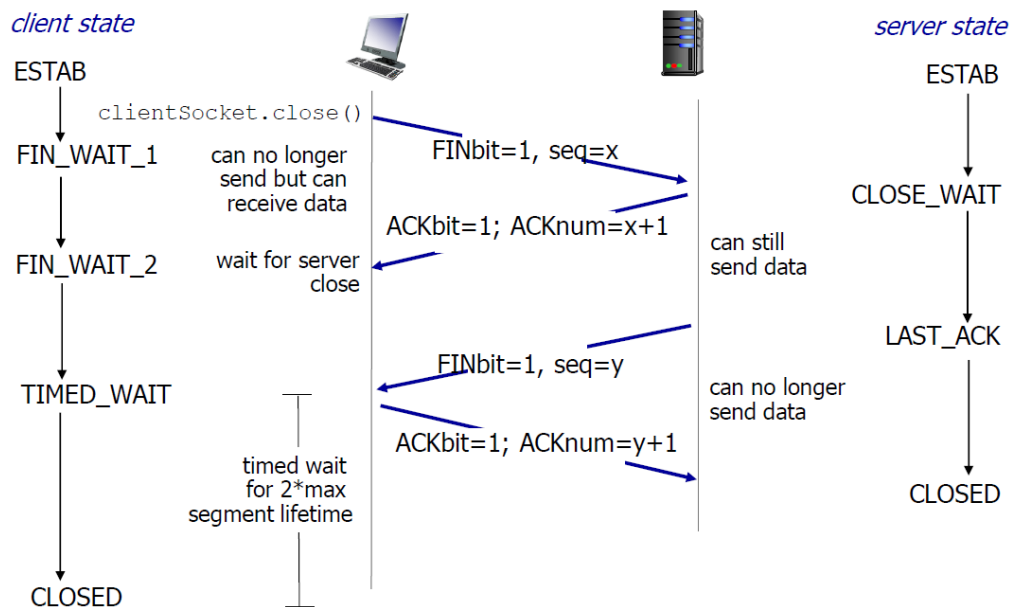 client state
server state
ESTAB
ESTAB
clientSocket.close()
FIN_WAIT_1
can no longer
send but can
receive data
FINbit=1, seq=x
CLOSE_WAIT
ACKbit=1; ACKnum=x+1
can still
send data
FIN_WAIT_2
wait for server
close
LAST_ACK
FINbit=1, seq=y
TIMED_WAIT
can no longer
send data
ACKbit=1; ACKnum=y+1
timed wait
for 2*max
segment lifetime
CLOSED
CLOSED